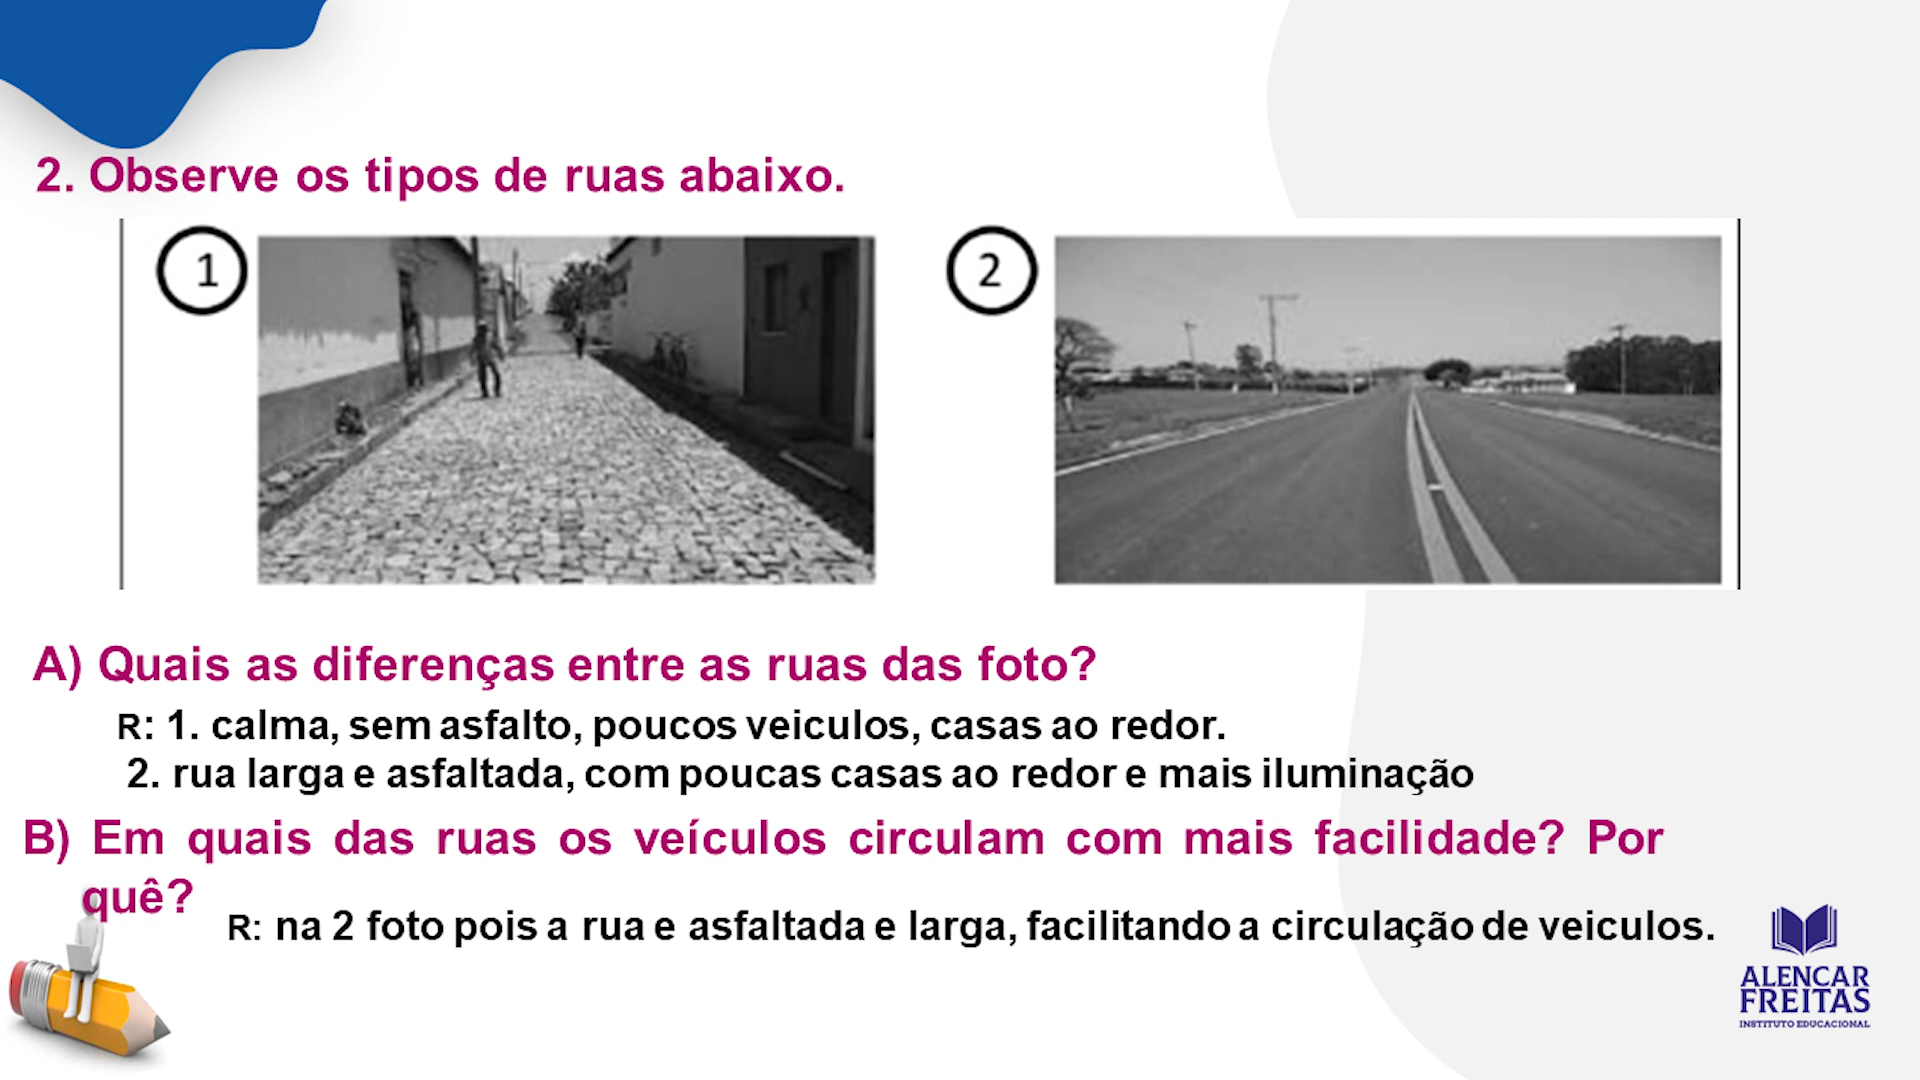 2. Observe os tipos de ruas abaixo.
1
2
A) Quais as diferenças entre as ruas das foto?
R: 1. calma, sem asfalto, poucos veiculos, casas ao redor.
2. rua larga e asfaltada, com poucas casas ao redor e mais iluminação
B) Em quais das ruas os veículos circulam com mais facilidade? Por
quê?
R: na 2 foto pois a rua e asfaltada e larga, facilitando a circulação de veiculos.
ALENCAR
FREITAS
INSTITUTO EDUCACIONAL